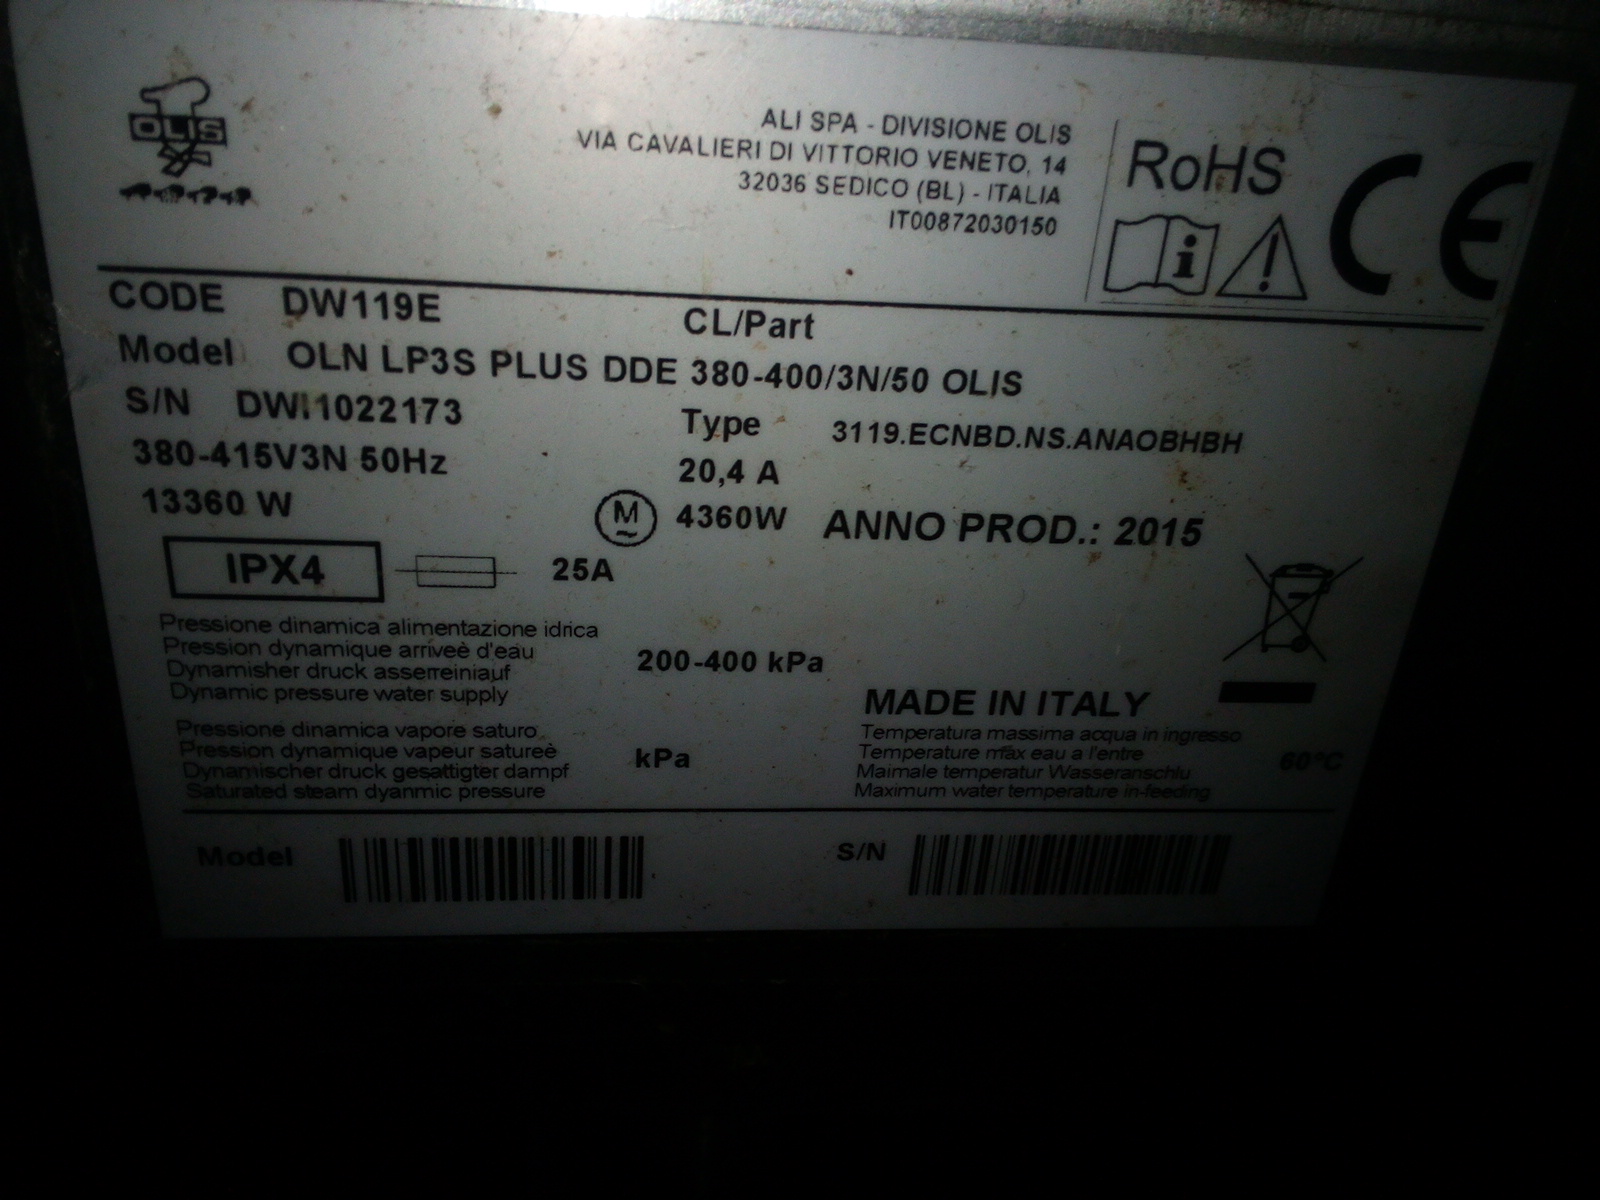 OLIS
ALI SPA - DIVISIONE OLIS
VIA CAVALIERI DI VITTORIO VENETO, 14
32036 SEDICO (BL) - ITALIA
IT00872030150
RoHS
CE
CODE DW119E
CL/Part
Model OLN LP3S PLUS DDE 380-400/3N/50 OLIS
S/N DWI1022173
Type 3119.ECNBD.NS.ANAOBHBH
380-415V3N 50Hz
20,4 A
13360 W
M 4360W
ANNO PROD.: 2015
IPX4
25A
Pressione dinamica alimentazione idrica
Pression dynamique arriveè d'eau
Dynamisher druck asserreiniauf
Dynamic pressure water supply
200-400 kPa
MADE IN ITALY
Pressione dinamica vapore saturo
Pression dynamique vapeur satureè
Dynamischer druck gesattigter dampf
Saturated steam dyanmic pressure
kPa
Temperatura massima acqua in ingresso
Temperature max eau a l'entre
Maimale temperatur Wasseranschlu
Maximum water temperature in-feeding
60°C
Model
S/N